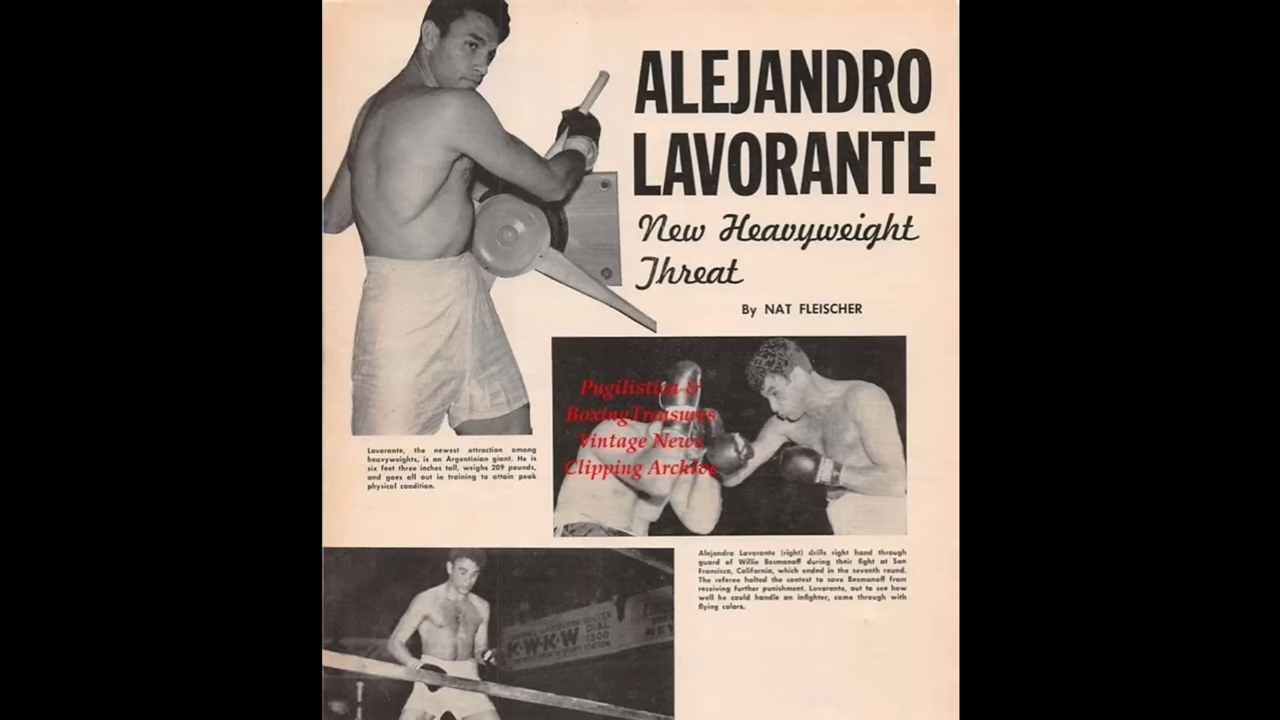 ALEJANDRO
LAVORANTE
New Heavyweight
Threat
By NAT FLEISCHER
Pugilistica &
BoxingTreasures
Vintage News
Clipping Archive
Lavorante, the newest attraction among
heavyweights, is an Argentinian giant. He is
six feet three inches tall, weighs 209 pounds,
and goes all out in training to attain peak
physical condition.
Alejandro Lavorante (right) drills right hand through
guard of Willie Besmanoff during their fight at San
Francisco, California, which ended in the seventh round.
The referee halted the contest to save Besmanoff from
receiving further punishment. Lavorante, out to see how
well he could handle an infighter, came through with
flying colors.
K·W·K·W
DIAL
1300